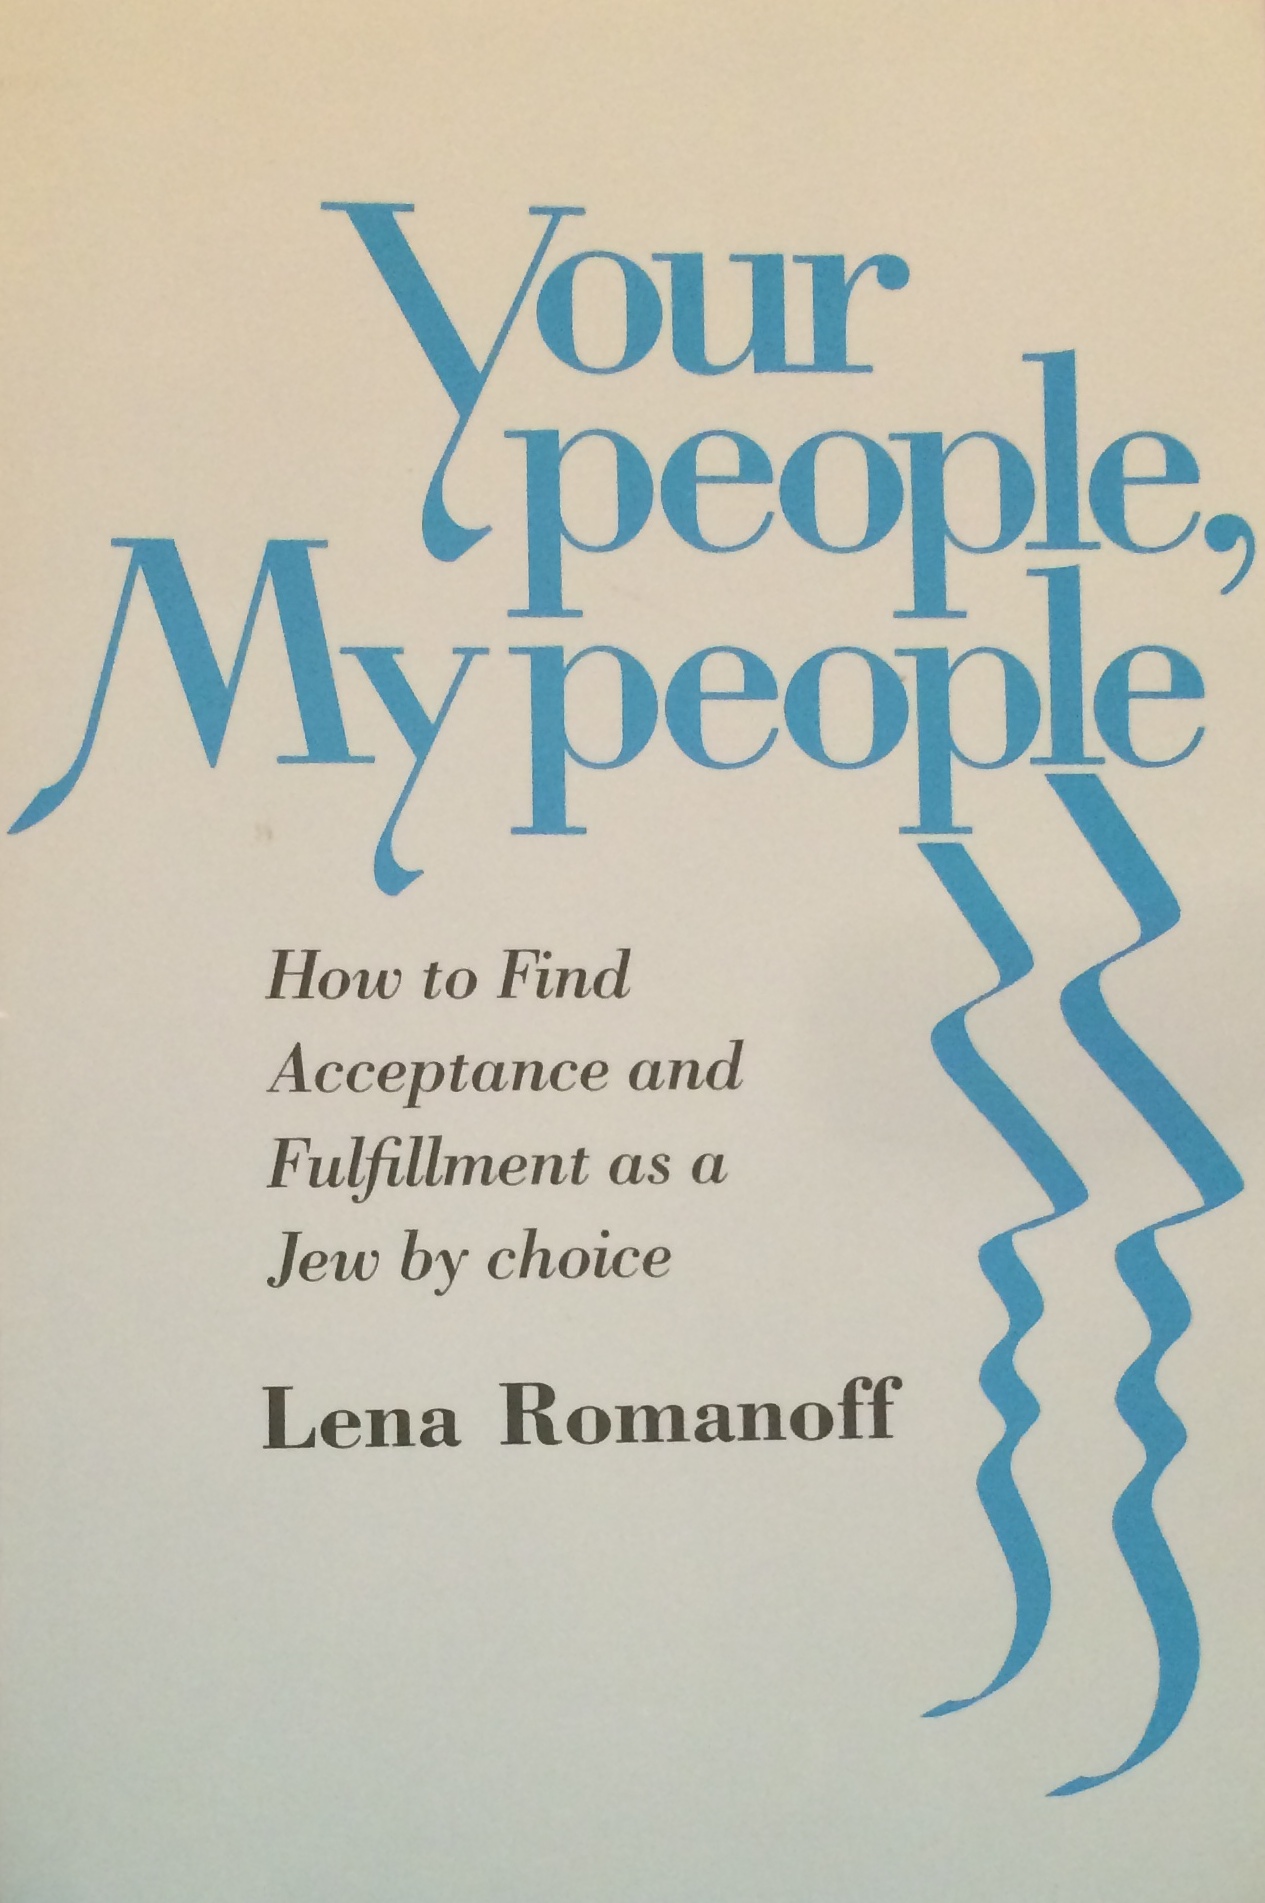 Your
people,
My people
How to Find
Acceptance and
Fulfillment as a
Jew by choice
Lena Romanoff